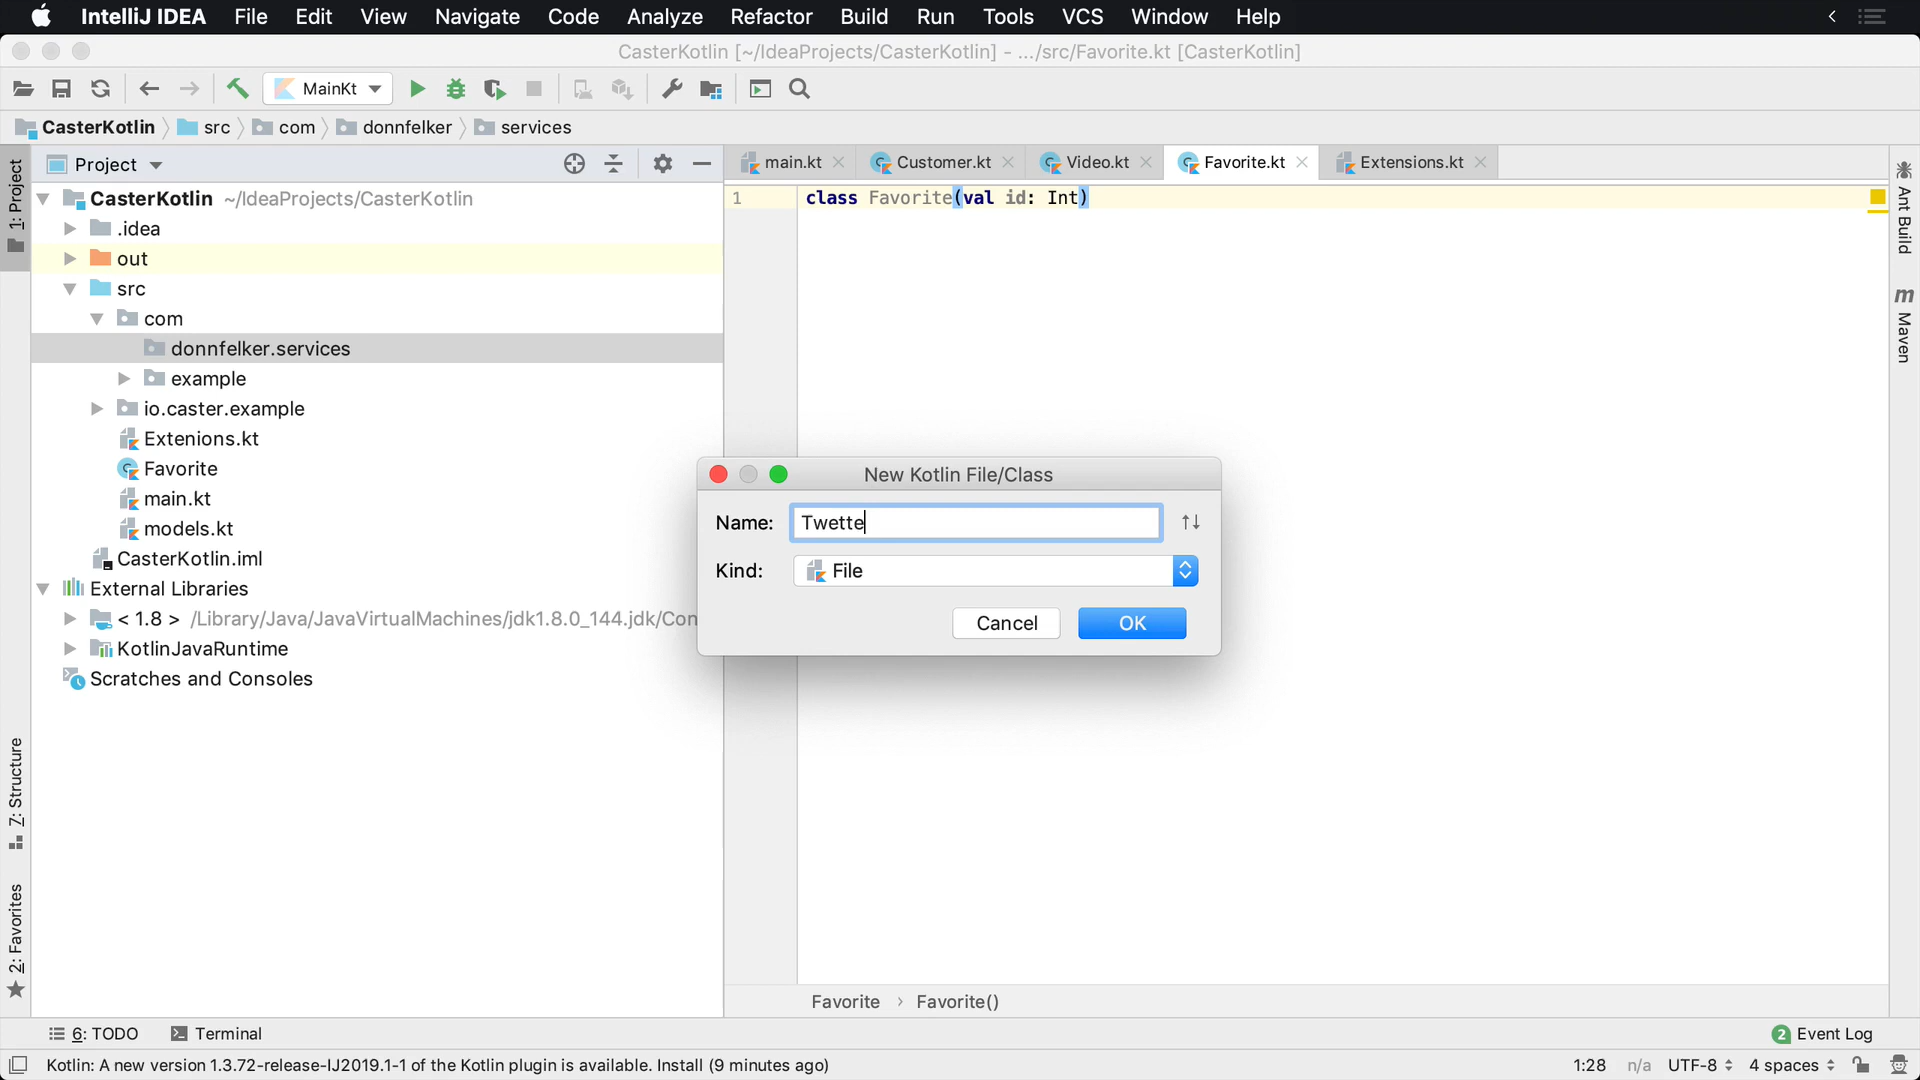 IntelliJ IDEA File Edit View Navigate Code Analyze Refactor Build Run Tools VCS Window Help
CasterKotlin [~/IdeaProjects/CasterKotlin] - .../src/Favorite.kt [CasterKotlin]
MainKt
CasterKotlin src com donnfelker services
1: Project
Project
main.kt Customer.kt Video.kt Favorite.kt Extensions.kt
CasterKotlin ~/IdeaProjects/CasterKotlin
.idea
out
src
com
donnfelker.services
example
io.caster.example
Extenions.kt
Favorite
main.kt
models.kt
CasterKotlin.iml
External Libraries
< 1.8 > /Library/Java/JavaVirtualMachines/jdk1.8.0_144.jdk/Con
KotlinJavaRuntime
Scratches and Consoles
1 class Favorite(val id: Int)
New Kotlin File/Class
Name: Twette
Kind: File
Cancel OK
Favorite › Favorite()
Ant Build
m Maven
Z: Structure
2: Favorites
6: TODO Terminal
2 Event Log
Kotlin: A new version 1.3.72-release-IJ2019.1-1 of the Kotlin plugin is available. Install (9 minutes ago)
1:28 n/a UTF-8 4 spaces